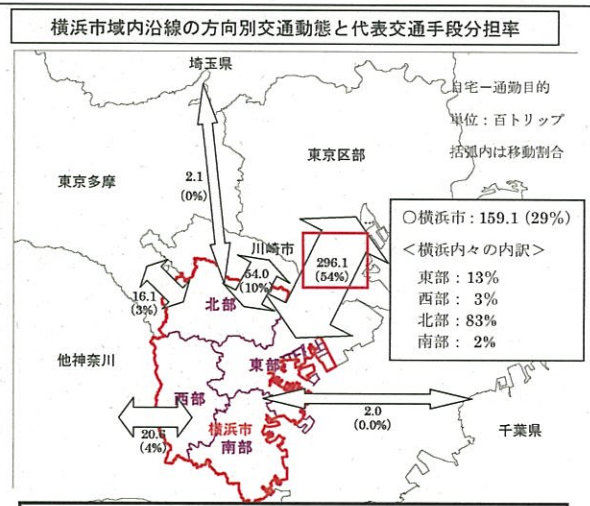 横浜市域内沿線の方向別交通動態と代表交通手段分担率
埼玉県
自宅ー通勤目的
単位：百トリップ
括弧内は移動割合
東京区部
東京多摩
2.1
(0%)
川崎市
296.1
(54%)
54.0
(10%)
16.1
(3%)
○横浜市：159.1 (29%)
＜横浜内々の内訳＞
東部：13%
西部： 3%
北部：83%
南部： 2%
北部
他神奈川
東部
西部
2.0
(0.0%)
横浜市
南部
20.6
(4%)
千葉県